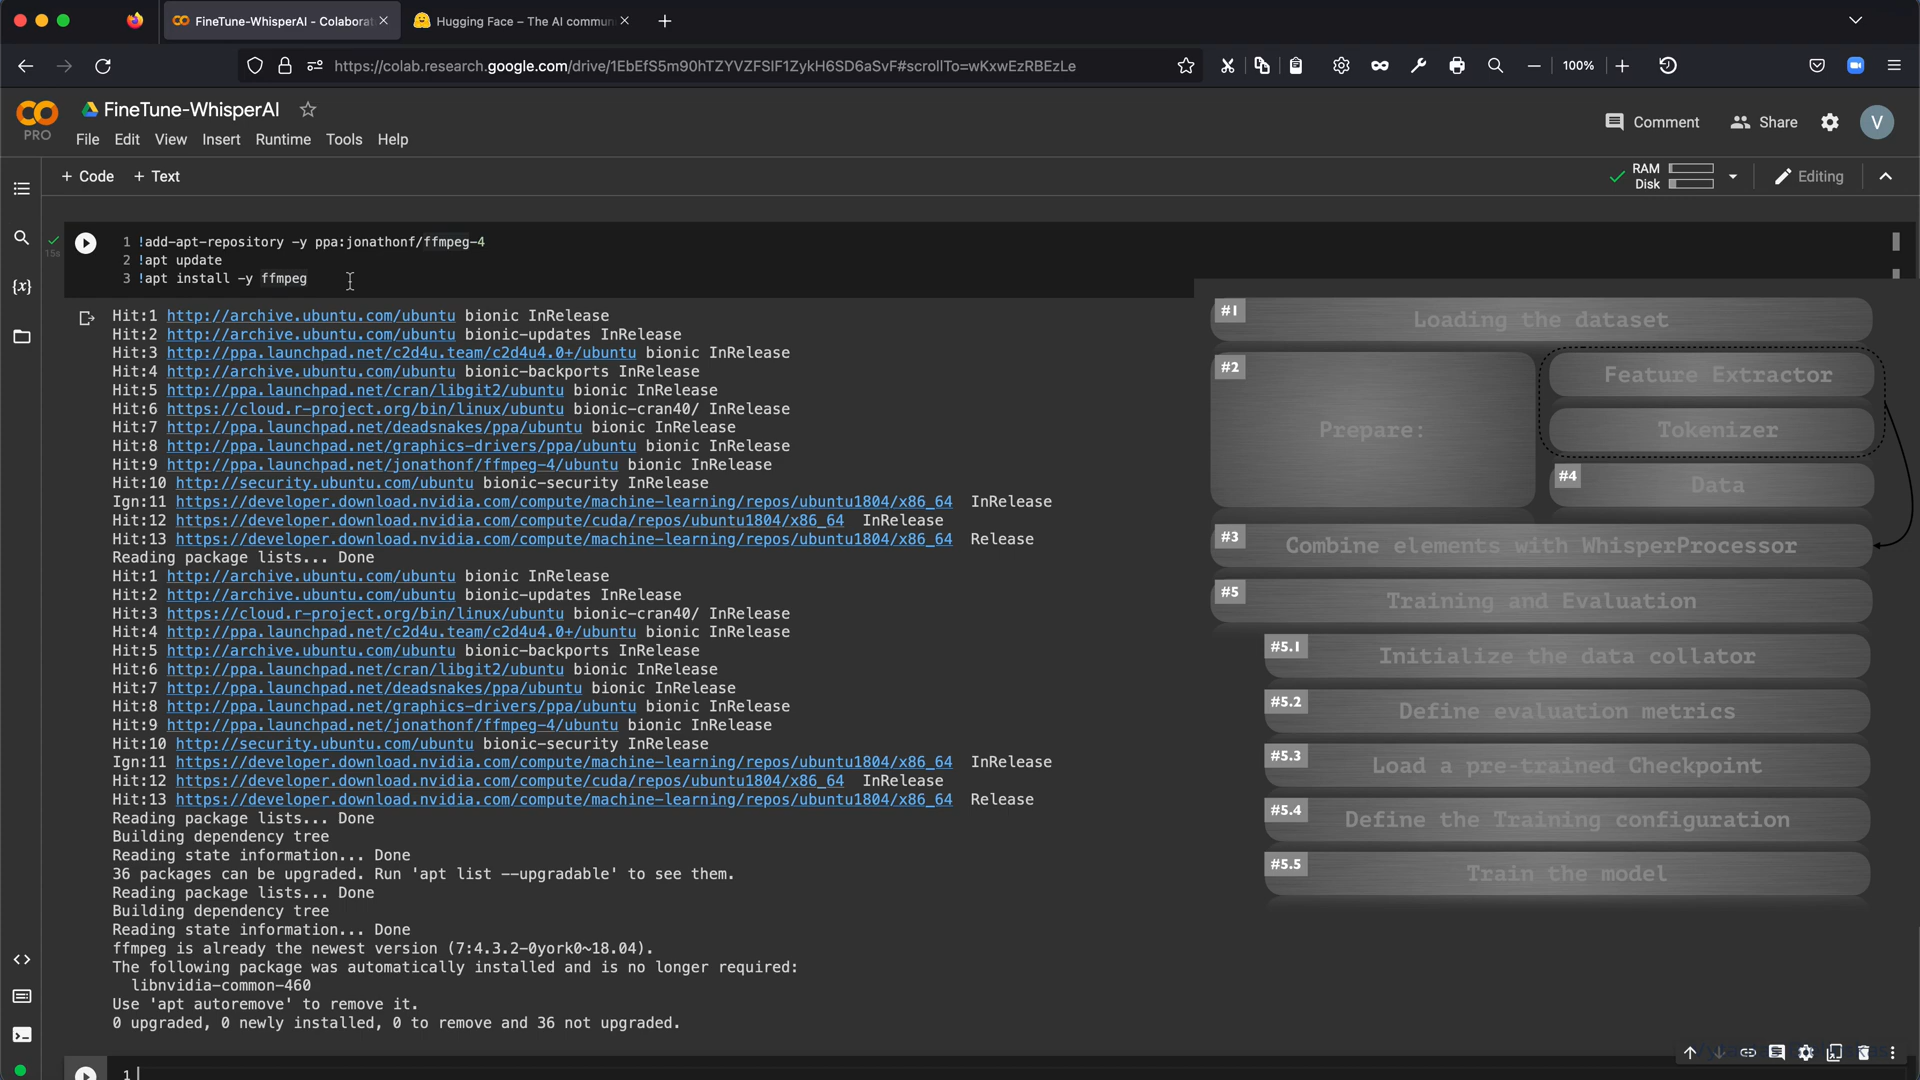 FineTune-WhisperAI - Colaborat
Hugging Face – The AI commun
https://colab.research.google.com/drive/1EbEfS5m90hTZYVZFSIF1ZykH6SD6aSvF#scrollTo=wKxwEzRBEzLe
100%
PRO
FineTune-WhisperAI
File Edit View Insert Runtime Tools Help
Comment
Share
V
+ Code + Text
RAM
Disk
Editing
15s
1 !add-apt-repository -y ppa:jonathonf/ffmpeg-4
2 !apt update
3 !apt install -y ffmpeg
{x}
Hit:1 http://archive.ubuntu.com/ubuntu bionic InRelease
Hit:2 http://archive.ubuntu.com/ubuntu bionic-updates InRelease
Hit:3 http://ppa.launchpad.net/c2d4u.team/c2d4u4.0+/ubuntu bionic InRelease
Hit:4 http://archive.ubuntu.com/ubuntu bionic-backports InRelease
Hit:5 http://ppa.launchpad.net/cran/libgit2/ubuntu bionic InRelease
Hit:6 https://cloud.r-project.org/bin/linux/ubuntu bionic-cran40/ InRelease
Hit:7 http://ppa.launchpad.net/deadsnakes/ppa/ubuntu bionic InRelease
Hit:8 http://ppa.launchpad.net/graphics-drivers/ppa/ubuntu bionic InRelease
Hit:9 http://ppa.launchpad.net/jonathonf/ffmpeg-4/ubuntu bionic InRelease
Hit:10 http://security.ubuntu.com/ubuntu bionic-security InRelease
Ign:11 https://developer.download.nvidia.com/compute/machine-learning/repos/ubuntu1804/x86_64 InRelease
Hit:12 https://developer.download.nvidia.com/compute/cuda/repos/ubuntu1804/x86_64 InRelease
Hit:13 https://developer.download.nvidia.com/compute/machine-learning/repos/ubuntu1804/x86_64 Release
Reading package lists... Done
Hit:1 http://archive.ubuntu.com/ubuntu bionic InRelease
Hit:2 http://archive.ubuntu.com/ubuntu bionic-updates InRelease
Hit:3 https://cloud.r-project.org/bin/linux/ubuntu bionic-cran40/ InRelease
Hit:4 http://ppa.launchpad.net/c2d4u.team/c2d4u4.0+/ubuntu bionic InRelease
Hit:5 http://archive.ubuntu.com/ubuntu bionic-backports InRelease
Hit:6 http://ppa.launchpad.net/cran/libgit2/ubuntu bionic InRelease
Hit:7 http://ppa.launchpad.net/deadsnakes/ppa/ubuntu bionic InRelease
Hit:8 http://ppa.launchpad.net/graphics-drivers/ppa/ubuntu bionic InRelease
Hit:9 http://ppa.launchpad.net/jonathonf/ffmpeg-4/ubuntu bionic InRelease
Hit:10 http://security.ubuntu.com/ubuntu bionic-security InRelease
Ign:11 https://developer.download.nvidia.com/compute/machine-learning/repos/ubuntu1804/x86_64 InRelease
Hit:12 https://developer.download.nvidia.com/compute/cuda/repos/ubuntu1804/x86_64 InRelease
Hit:13 https://developer.download.nvidia.com/compute/machine-learning/repos/ubuntu1804/x86_64 Release
Reading package lists... Done
Building dependency tree
Reading state information... Done
36 packages can be upgraded. Run 'apt list --upgradable' to see them.
Reading package lists... Done
Building dependency tree
Reading state information... Done
ffmpeg is already the newest version (7:4.3.2-0york0~18.04).
The following package was automatically installed and is no longer required:
libnvidia-common-460
Use 'apt autoremove' to remove it.
0 upgraded, 0 newly installed, 0 to remove and 36 not upgraded.
1
#1 Loading the dataset
#2 Prepare:
Feature Extractor
Tokenizer
#4 Data
#3 Combine elements with WhisperProcessor
#5 Training and Evaluation
#5.1 Initialize the data collator
#5.2 Define evaluation metrics
#5.3 Load a pre-trained Checkpoint
#5.4 Define the Training configuration
#5.5 Train the model